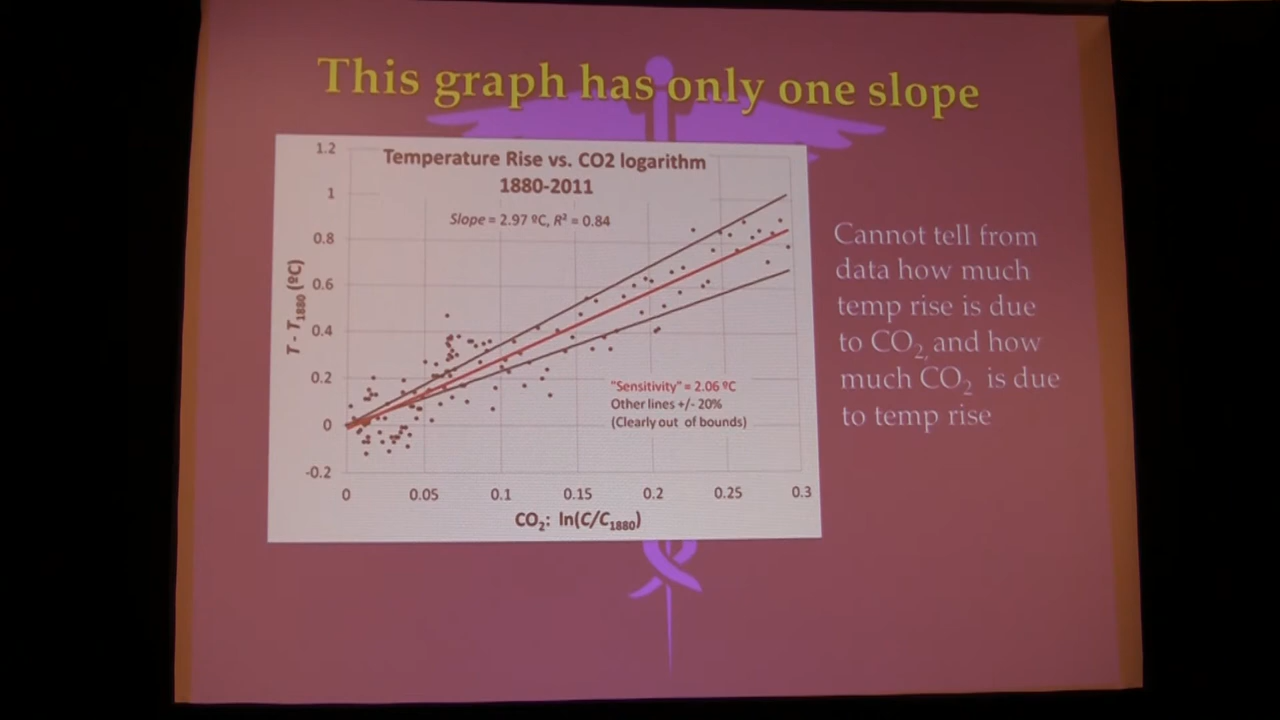 This graph has only one slope
Temperature Rise vs. CO2 logarithm
1880-2011
Slope = 2.97 ºC, R² = 0.84
1.2
1
0.8
0.6
0.4
0.2
0
-0.2
T - T₁₈₈₀ (ºC)
"Sensitivity" = 2.06 ºC
Other lines +/- 20%
(Clearly out of bounds)
0 0.05 0.1 0.15 0.2 0.25 0.3
CO₂: ln(C/C₁₈₈₀)
Cannot tell from
data how much
temp rise is due
to CO₂, and how
much CO₂ is due
to temp rise